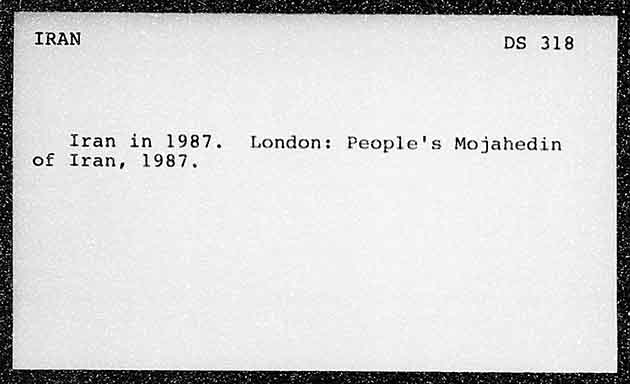 IRAN DS 318
Iran in 1987. London: People's Mojahedin
of Iran, 1987.